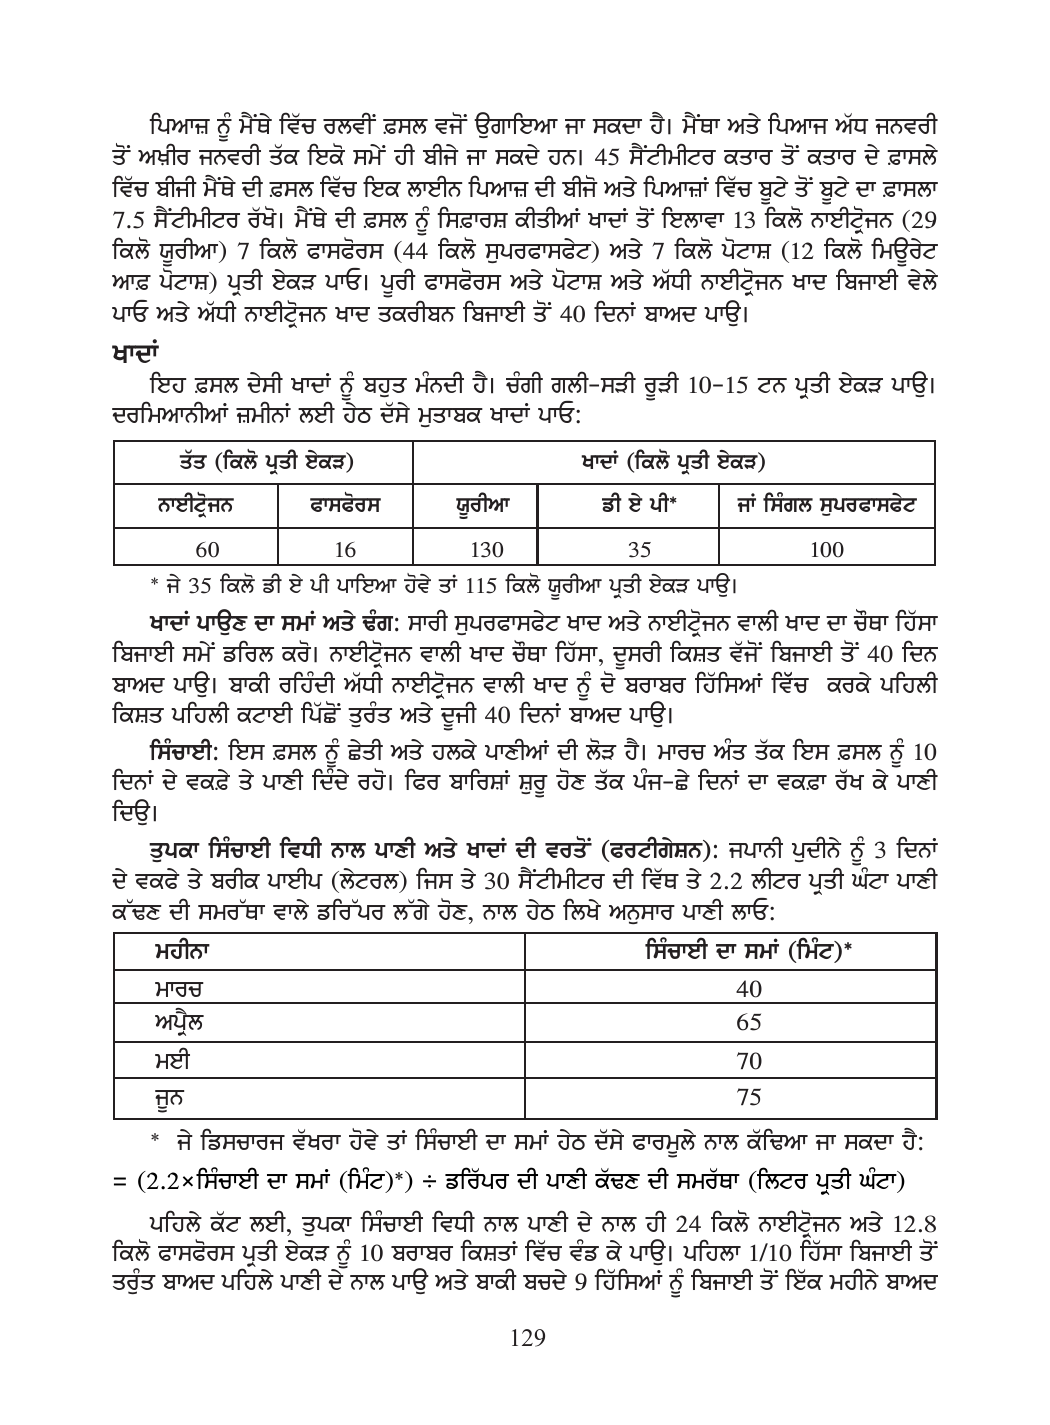 ਪਿਆਜ਼ ਨੂੰ ਮੈਂਥੇ ਵਿੱਚ ਰਲਵੀਂ ਫ਼ਸਲ ਵਜੋਂ ਉਗਾਇਆ ਜਾ ਸਕਦਾ ਹੈ। ਮੈਂਥਾ ਅਤੇ ਪਿਆਜ ਅੱਧ ਜਨਵਰੀ
ਤੋਂ ਅਖ਼ੀਰ ਜਨਵਰੀ ਤੱਕ ਇਕੋ ਸਮੇਂ ਹੀ ਬੀਜੇ ਜਾ ਸਕਦੇ ਹਨ। 45 ਸੈਂਟੀਮੀਟਰ ਕਤਾਰ ਤੋਂ ਕਤਾਰ ਦੇ ਫ਼ਾਸਲੇ
ਵਿੱਚ ਬੀਜੀ ਮੈਂਥੇ ਦੀ ਫ਼ਸਲ ਵਿੱਚ ਇਕ ਲਾਈਨ ਪਿਆਜ਼ ਦੀ ਬੀਜੋ ਅਤੇ ਪਿਆਜ਼ਾਂ ਵਿੱਚ ਬੂਟੇ ਤੋਂ ਬੂਟੇ ਦਾ ਫ਼ਾਸਲਾ
7.5 ਸੈਂਟੀਮੀਟਰ ਰੱਖੋ। ਮੈਂਥੇ ਦੀ ਫ਼ਸਲ ਨੂੰ ਸਿਫ਼ਾਰਸ਼ ਕੀਤੀਆਂ ਖਾਦਾਂ ਤੋਂ ਇਲਾਵਾ 13 ਕਿਲੋ ਨਾਈਟ੍ਰੋਜਨ (29
ਕਿਲੋ ਯੂਰੀਆ) 7 ਕਿਲੋ ਫਾਸਫੋਰਸ (44 ਕਿਲੋ ਸੁਪਰਫਾਸਫੇਟ) ਅਤੇ 7 ਕਿਲੋ ਪੋਟਾਸ਼ (12 ਕਿਲੋ ਮਿਊਰੇਟ
ਆਫ਼ ਪੋਟਾਸ਼) ਪ੍ਰਤੀ ਏਕੜ ਪਾਓ। ਪੂਰੀ ਫਾਸਫੋਰਸ ਅਤੇ ਪੋਟਾਸ਼ ਅਤੇ ਅੱਧੀ ਨਾਈਟ੍ਰੋਜਨ ਖਾਦ ਬਿਜਾਈ ਵੇਲੇ
ਪਾਓ ਅਤੇ ਅੱਧੀ ਨਾਈਟ੍ਰੋਜਨ ਖਾਦ ਤਕਰੀਬਨ ਬਿਜਾਈ ਤੋਂ 40 ਦਿਨਾਂ ਬਾਅਦ ਪਾਉ।
ਖਾਦਾਂ
ਇਹ ਫ਼ਸਲ ਦੇਸੀ ਖਾਦਾਂ ਨੂੰ ਬਹੁਤ ਮੰਨਦੀ ਹੈ। ਚੰਗੀ ਗਲੀ-ਸੜੀ ਰੂੜੀ 10-15 ਟਨ ਪ੍ਰਤੀ ਏਕੜ ਪਾਉ।
ਦਰਮਿਆਨੀਆਂ ਜ਼ਮੀਨਾਂ ਲਈ ਹੇਠ ਦੱਸੇ ਮੁਤਾਬਕ ਖਾਦਾਂ ਪਾਓ:
ਤੱਤ (ਕਿਲੋ ਪ੍ਰਤੀ ਏਕੜ) ਖਾਦਾਂ (ਕਿਲੋ ਪ੍ਰਤੀ ਏਕੜ)
ਨਾਈਟ੍ਰੋਜਨ ਫਾਸਫੋਰਸ ਯੂਰੀਆ ਡੀ ਏ ਪੀ* ਜਾਂ ਸਿੰਗਲ ਸੁਪਰਫਾਸਫੇਟ
60 16 130 35 100
* ਜੇ 35 ਕਿਲੋ ਡੀ ਏ ਪੀ ਪਾਇਆ ਹੋਵੇ ਤਾਂ 115 ਕਿਲੋ ਯੂਰੀਆ ਪ੍ਰਤੀ ਏਕੜ ਪਾਉ।
ਖਾਦਾਂ ਪਾਉਣ ਦਾ ਸਮਾਂ ਅਤੇ ਢੰਗ: ਸਾਰੀ ਸੁਪਰਫਾਸਫੇਟ ਖਾਦ ਅਤੇ ਨਾਈਟ੍ਰੋਜਨ ਵਾਲੀ ਖਾਦ ਦਾ ਚੌਥਾ ਹਿੱਸਾ
ਬਿਜਾਈ ਸਮੇਂ ਡਰਿਲ ਕਰੋ। ਨਾਈਟ੍ਰੋਜਨ ਵਾਲੀ ਖਾਦ ਚੌਥਾ ਹਿੱਸਾ, ਦੂਸਰੀ ਕਿਸ਼ਤ ਵੱਜੋਂ ਬਿਜਾਈ ਤੋਂ 40 ਦਿਨ
ਬਾਅਦ ਪਾਉ। ਬਾਕੀ ਰਹਿੰਦੀ ਅੱਧੀ ਨਾਈਟ੍ਰੋਜਨ ਵਾਲੀ ਖਾਦ ਨੂੰ ਦੋ ਬਰਾਬਰ ਹਿੱਸਿਆਂ ਵਿੱਚ ਕਰਕੇ ਪਹਿਲੀ
ਕਿਸ਼ਤ ਪਹਿਲੀ ਕਟਾਈ ਪਿੱਛੋਂ ਤੁਰੰਤ ਅਤੇ ਦੂਜੀ 40 ਦਿਨਾਂ ਬਾਅਦ ਪਾਉ।
ਸਿੰਚਾਈ: ਇਸ ਫ਼ਸਲ ਨੂੰ ਛੇਤੀ ਅਤੇ ਹਲਕੇ ਪਾਣੀਆਂ ਦੀ ਲੋੜ ਹੈ। ਮਾਰਚ ਅੰਤ ਤੱਕ ਇਸ ਫ਼ਸਲ ਨੂੰ 10
ਦਿਨਾਂ ਦੇ ਵਕਫ਼ੇ ਤੇ ਪਾਣੀ ਦਿੰਦੇ ਰਹੋ। ਫਿਰ ਬਾਰਿਸ਼ਾਂ ਸ਼ੁਰੂ ਹੋਣ ਤੱਕ ਪੰਜ-ਛੇ ਦਿਨਾਂ ਦਾ ਵਕਫ਼ਾ ਰੱਖ ਕੇ ਪਾਣੀ
ਦਿਉ।
ਤੁਪਕਾ ਸਿੰਚਾਈ ਵਿਧੀ ਨਾਲ ਪਾਣੀ ਅਤੇ ਖਾਦਾਂ ਦੀ ਵਰਤੋਂ (ਫਰਟੀਗੇਸ਼ਨ): ਜਪਾਨੀ ਪੁਦੀਨੇ ਨੂੰ 3 ਦਿਨਾਂ
ਦੇ ਵਕਫੇ ਤੇ ਬਰੀਕ ਪਾਈਪ (ਲੇਟਰਲ) ਜਿਸ ਤੇ 30 ਸੈਂਟੀਮੀਟਰ ਦੀ ਵਿੱਥ ਤੇ 2.2 ਲੀਟਰ ਪ੍ਰਤੀ ਘੰਟਾ ਪਾਣੀ
ਕੱਢਣ ਦੀ ਸਮਰੱਥਾ ਵਾਲੇ ਡਰਿੱਪਰ ਲੱਗੇ ਹੋਣ, ਨਾਲ ਹੇਠ ਲਿਖੇ ਅਨੁਸਾਰ ਪਾਣੀ ਲਾਓ:
ਮਹੀਨਾ ਸਿੰਚਾਈ ਦਾ ਸਮਾਂ (ਮਿੰਟ)*
ਮਾਰਚ 40
ਅਪ੍ਰੈਲ 65
ਮਈ 70
ਜੂਨ 75
* ਜੇ ਡਿਸਚਾਰਜ ਵੱਖਰਾ ਹੋਵੇ ਤਾਂ ਸਿੰਚਾਈ ਦਾ ਸਮਾਂ ਹੇਠ ਦੱਸੇ ਫਾਰਮੂਲੇ ਨਾਲ ਕੱਢਿਆ ਜਾ ਸਕਦਾ ਹੈ:
= (2.2×ਸਿੰਚਾਈ ਦਾ ਸਮਾਂ (ਮਿੰਟ)*) ÷ ਡਰਿੱਪਰ ਦੀ ਪਾਣੀ ਕੱਢਣ ਦੀ ਸਮਰੱਥਾ (ਲਿਟਰ ਪ੍ਰਤੀ ਘੰਟਾ)
ਪਹਿਲੇ ਕੱਟ ਲਈ, ਤੁਪਕਾ ਸਿੰਚਾਈ ਵਿਧੀ ਨਾਲ ਪਾਣੀ ਦੇ ਨਾਲ ਹੀ 24 ਕਿਲੋ ਨਾਈਟ੍ਰੋਜਨ ਅਤੇ 12.8
ਕਿਲੋ ਫਾਸਫੋਰਸ ਪ੍ਰਤੀ ਏਕੜ ਨੂੰ 10 ਬਰਾਬਰ ਕਿਸ਼ਤਾਂ ਵਿੱਚ ਵੰਡ ਕੇ ਪਾਉ। ਪਹਿਲਾ 1/10 ਹਿੱਸਾ ਬਿਜਾਈ ਤੋਂ
ਤਰੁੰਤ ਬਾਅਦ ਪਹਿਲੇ ਪਾਣੀ ਦੇ ਨਾਲ ਪਾਉ ਅਤੇ ਬਾਕੀ ਬਚਦੇ 9 ਹਿੱਸਿਆਂ ਨੂੰ ਬਿਜਾਈ ਤੋਂ ਇੱਕ ਮਹੀਨੇ ਬਾਅਦ
129